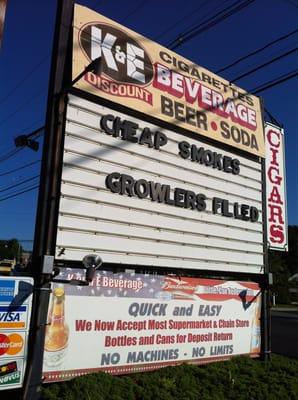 K&E
DISCOUNT
CIGARETTES
BEVERAGE
BEER • SODA
CHEAP SMOKES
GROWLERS FILLED
CIGARS
K & E Beverage
Budweiser
QUICK and EASY
We Now Accept Most Supermarket & Chain Store
Bottles and Cans for Deposit Return
NO MACHINES - NO LIMITS
VISA
MasterCard